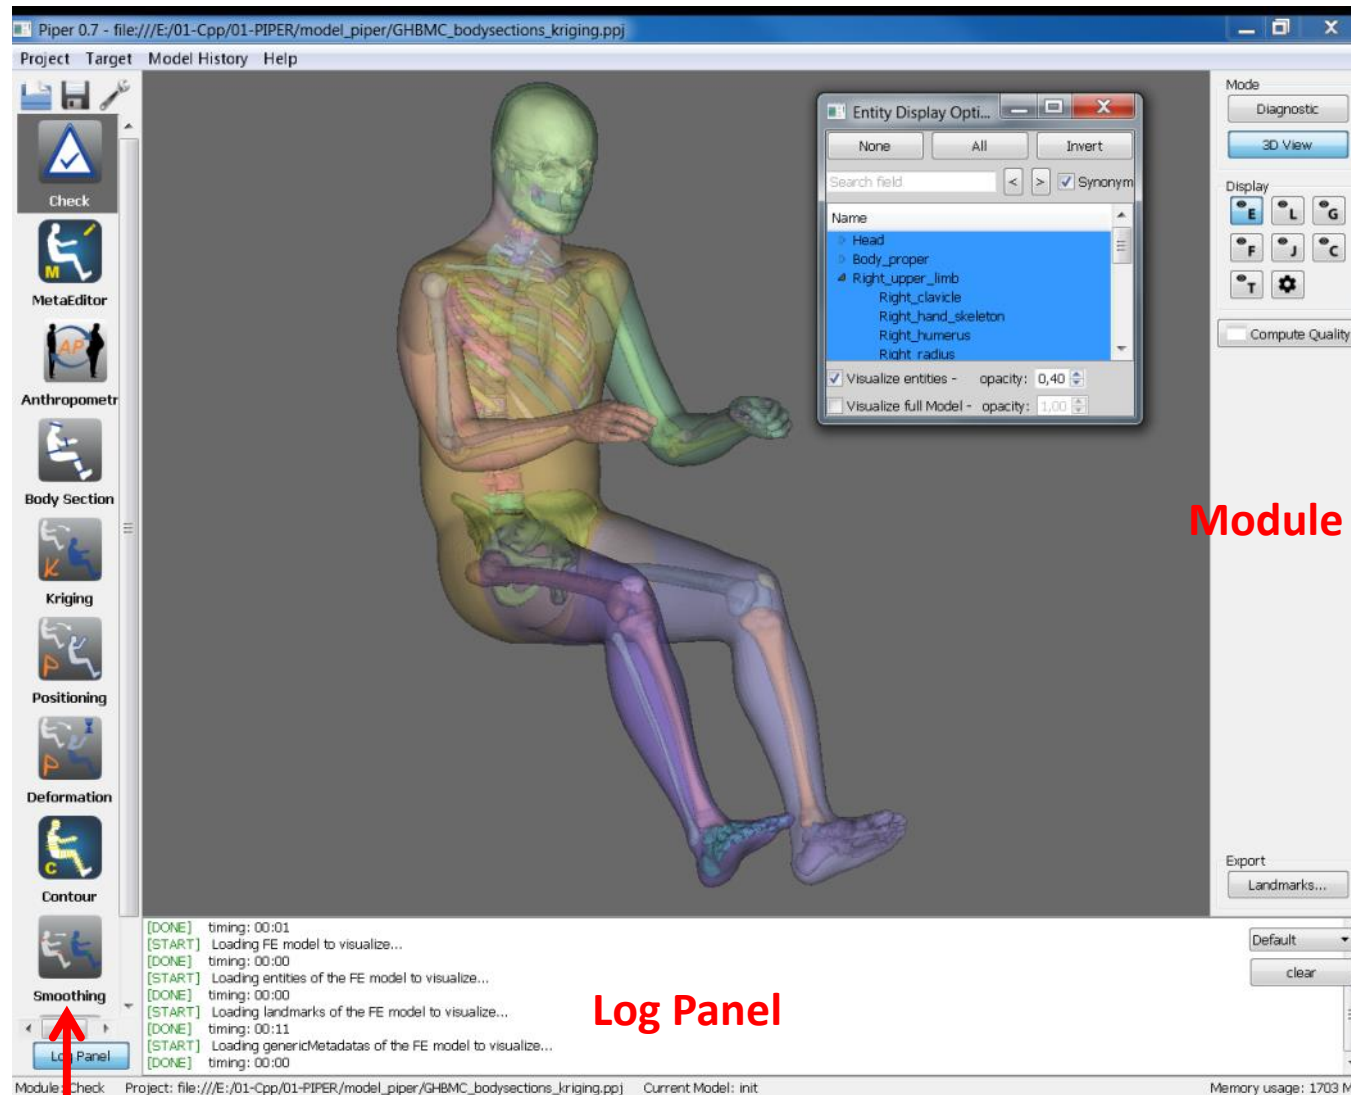 Piper 0.7 - file:///E:/01-Cpp/01-PIPER/model_piper/GHBMC_bodysections_kriging.ppj
Project Target Model History Help
Check
MetaEditor
AP
Anthropometr
Body Section
K
Kriging
P
Positioning
P
Deformation
C
Contour
Smoothing
Log Panel
M
Entity Display Opti...
None All Invert
Search field < > Synonym
Name
Head
Body_proper
Right_upper_limb
Right_clavicle
Right_hand_skeleton
Right_humerus
Right_radius
Visualize entities - opacity: 0,40
Visualize full Model - opacity: 1,00
Mode
Diagnostic
3D View
Display
E L G
F J C
T
Compute Quality
Module
Export
Landmarks...
[DONE] timing: 00:01
[START] Loading FE model to visualize...
[DONE] timing: 00:00
[START] Loading entities of the FE model to visualize...
[DONE] timing: 00:00
[START] Loading landmarks of the FE model to visualize...
[DONE] timing: 00:11
[START] Loading genericMetadatas of the FE model to visualize...
[DONE] timing: 00:00
Log Panel
Default
clear
Module: Check Project: file:///E:/01-Cpp/01-PIPER/model_piper/GHBMC_bodysections_kriging.ppj Current Model: init Memory usage: 1703 M